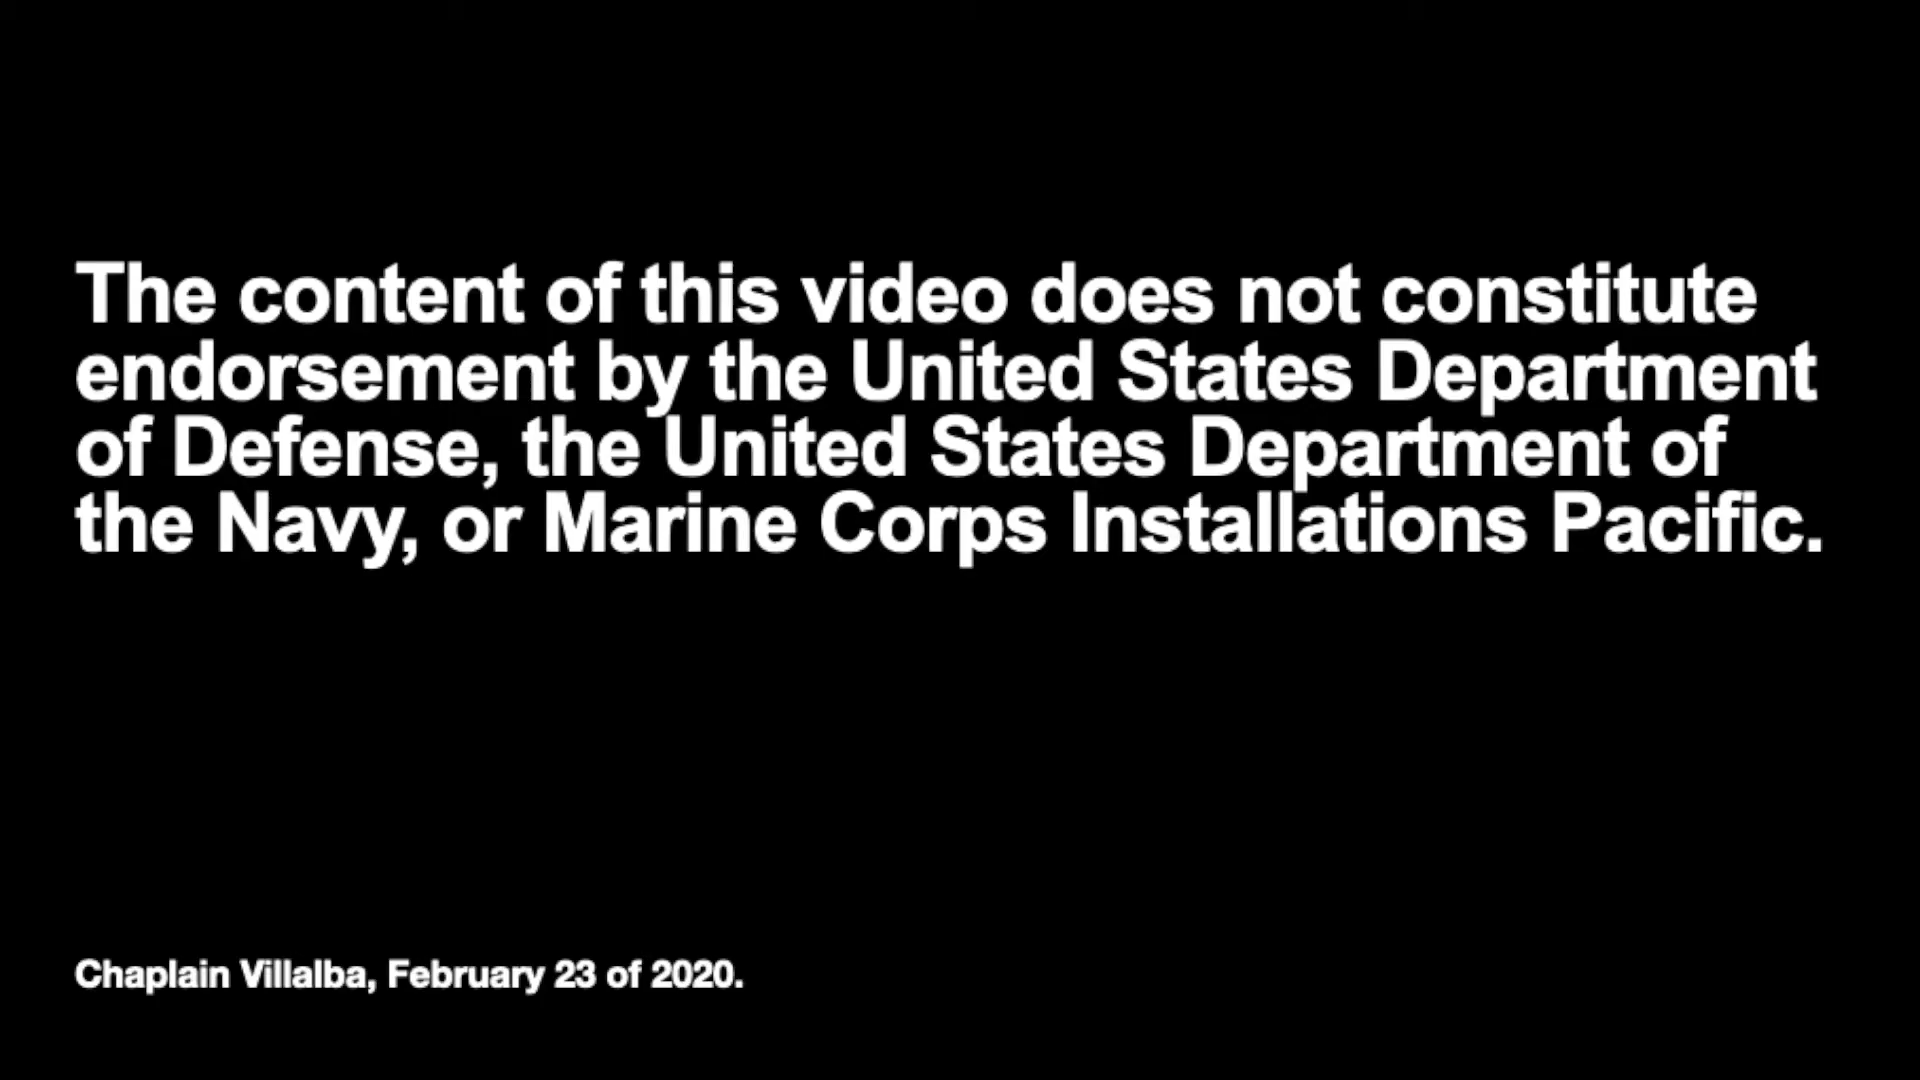 The content of this video does not constitute
endorsement by the United States Department
of Defense, the United States Department of
the Navy, or Marine Corps Installations Pacific.
Chaplain Villalba, February 23 of 2020.